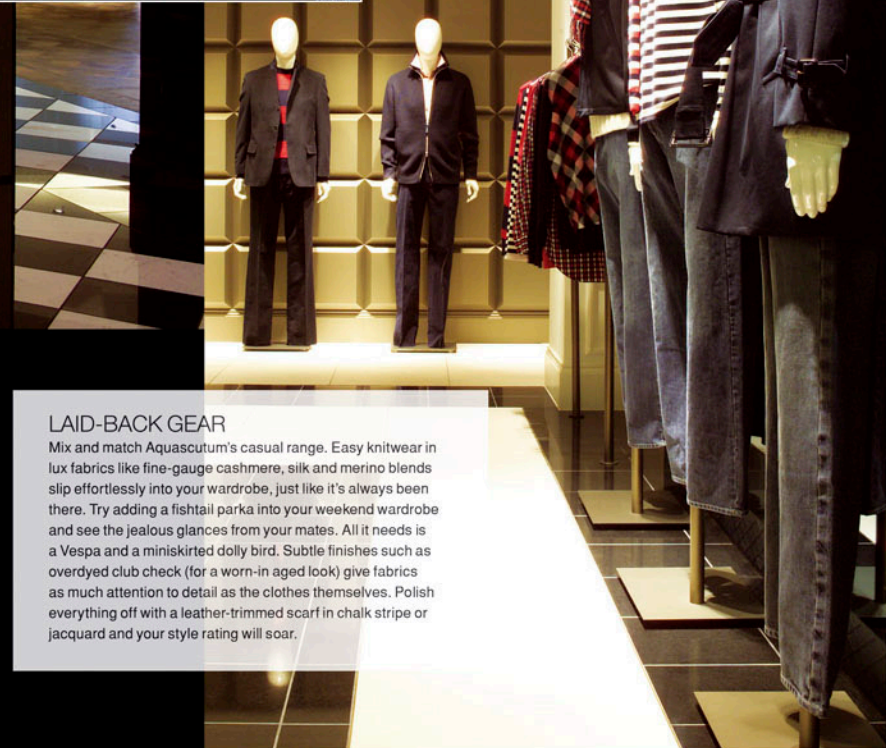 LAID-BACK GEAR
Mix and match Aquascutum's casual range. Easy knitwear in
lux fabrics like fine-gauge cashmere, silk and merino blends
slip effortlessly into your wardrobe, just like it's always been
there. Try adding a fishtail parka into your weekend wardrobe
and see the jealous glances from your mates. All it needs is
a Vespa and a miniskirted dolly bird. Subtle finishes such as
overdyed club check (for a worn-in aged look) give fabrics
as much attention to detail as the clothes themselves. Polish
everything off with a leather-trimmed scarf in chalk stripe or
jacquard and your style rating will soar.